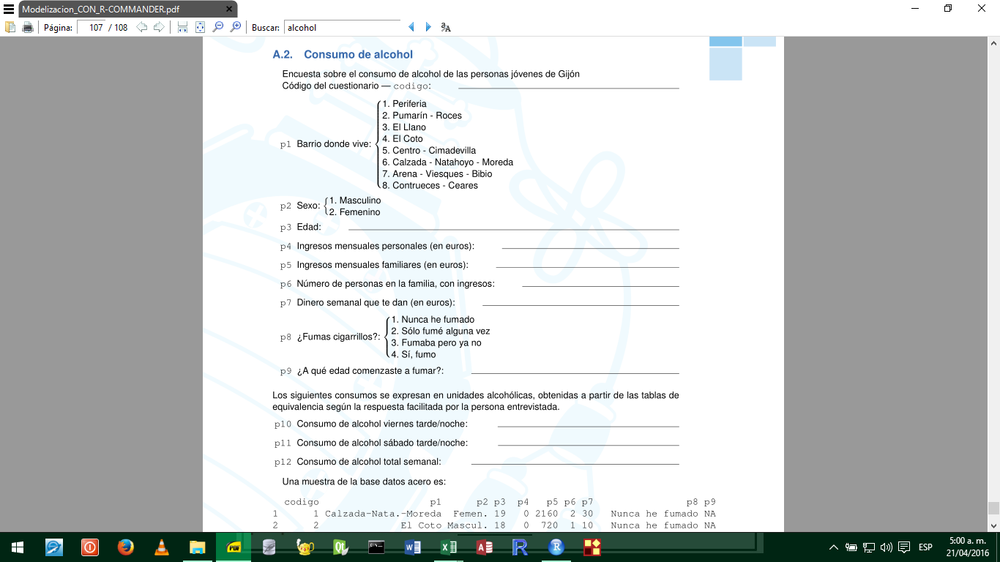 Modelizacion_CON_R-COMMANDER.pdf
Página: 107 / 108 Buscar: alcohol
A.2. Consumo de alcohol
Encuesta sobre el consumo de alcohol de las personas jóvenes de Gijón
Código del cuestionario — codigo:
1. Periferia
2. Pumarín - Roces
3. El Llano
4. El Coto
p1 Barrio donde vive:
5. Centro - Cimadevilla
6. Calzada - Natahoyo - Moreda
7. Arena - Viesques - Bibio
8. Contrueces - Ceares
p2 Sexo:
1. Masculino
2. Femenino
p3 Edad:
p4 Ingresos mensuales personales (en euros):
p5 Ingresos mensuales familiares (en euros):
p6 Número de personas en la familia, con ingresos:
p7 Dinero semanal que te dan (en euros):
p8 ¿Fumas cigarrillos?:
1. Nunca he fumado
2. Sólo fumé alguna vez
3. Fumaba pero ya no
4. Sí, fumo
p9 ¿A qué edad comenzaste a fumar?:
Los siguientes consumos se expresan en unidades alcohólicas, obtenidas a partir de las tablas de
equivalencia según la respuesta facilitada por la persona entrevistada.
p10 Consumo de alcohol viernes tarde/noche:
p11 Consumo de alcohol sábado tarde/noche:
p12 Consumo de alcohol total semanal:
Una muestra de la base datos acero es:
codigo p1 p2 p3 p4 p5 p6 p7 p8 p9
1 1 Calzada-Nata.-Moreda Femen. 19 0 2160 2 30 Nunca he fumado NA
2 2 El Coto Mascul. 18 0 720 1 10 Nunca he fumado NA
PDF
ESP
5:00 a. m.
21/04/2016